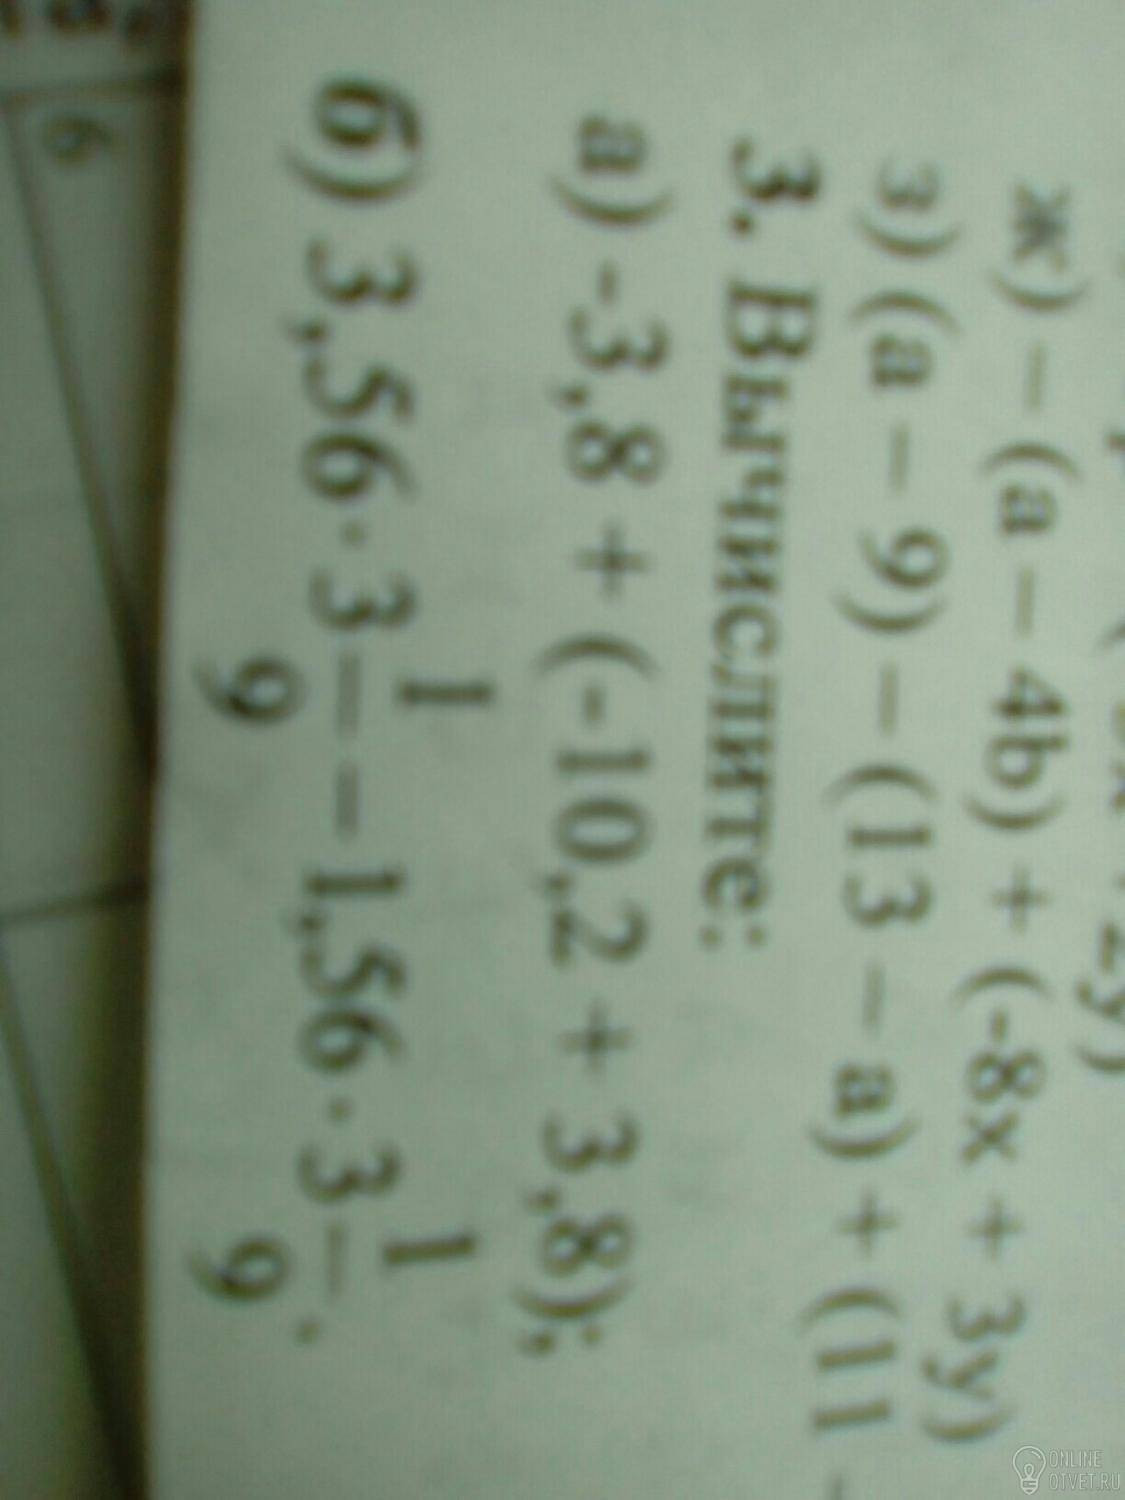 ж) – (a – 4b) + (-8x + 3y)
з) (a – 9) – (13 – a) + (11 –
3. Вычислите:
а) -3,8 + (-10,2 + 3,8);
б) 3,56 · 3 1/9 – 1,56 · 3 1/9.
6
ONLINE
OTVET.RU